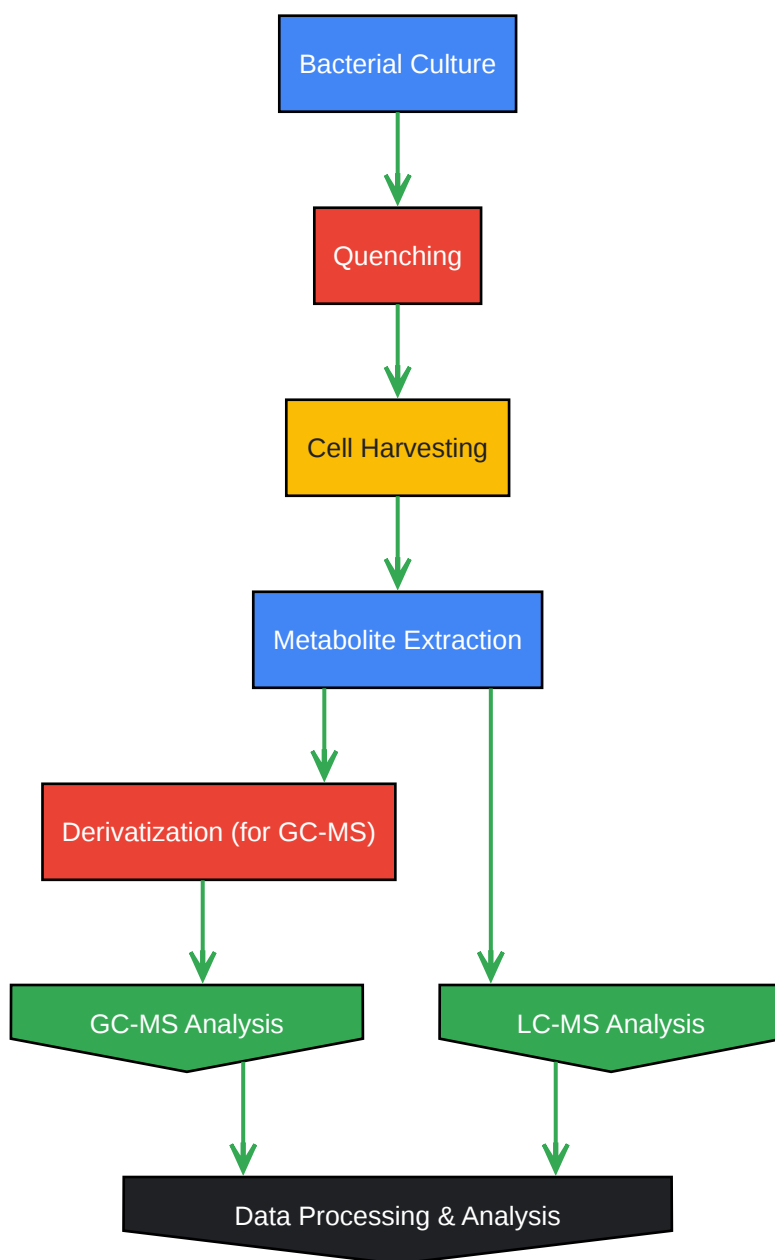 Bacterial Culture
Quenching
Cell Harvesting
Metabolite Extraction
Derivatization (for GC-MS)
GC-MS Analysis
LC-MS Analysis
Data Processing & Analysis